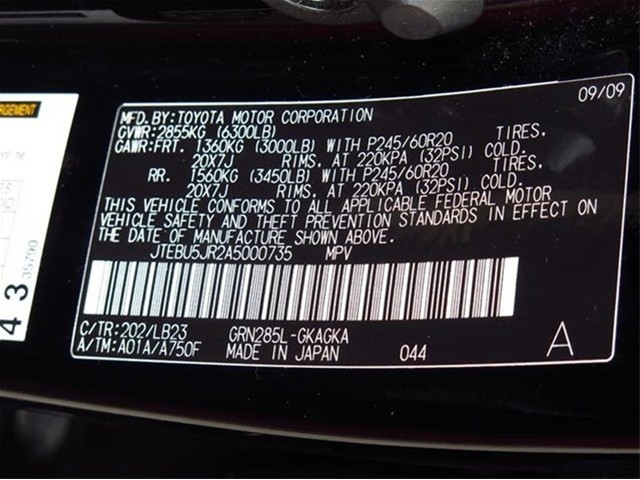 09/09
MFD. BY: TOYOTA MOTOR CORPORATION
GVWR: 2855KG (6300LB)
GAWR: FRT. 1360KG (3000LB) WITH P245/60R20 TIRES.
20X7J RIMS. AT 220KPA (32PSI) COLD.
RR. 1560KG (3450LB) WITH P245/60R20 TIRES.
20X7J RIMS. AT 220KPA (32PSI) COLD.
THIS VEHICLE CONFORMS TO ALL APPLICABLE FEDERAL MOTOR
VEHICLE SAFETY AND THEFT PREVENTION STANDARDS IN EFFECT ON
THE DATE OF MANUFACTURE SHOWN ABOVE.
JTEBU5JR2A5000735 MPV
C/TR: 202/LB23 GRN285L-GKAGKA
A/TM: A01A/A750F MADE IN JAPAN 044 A
43
35790